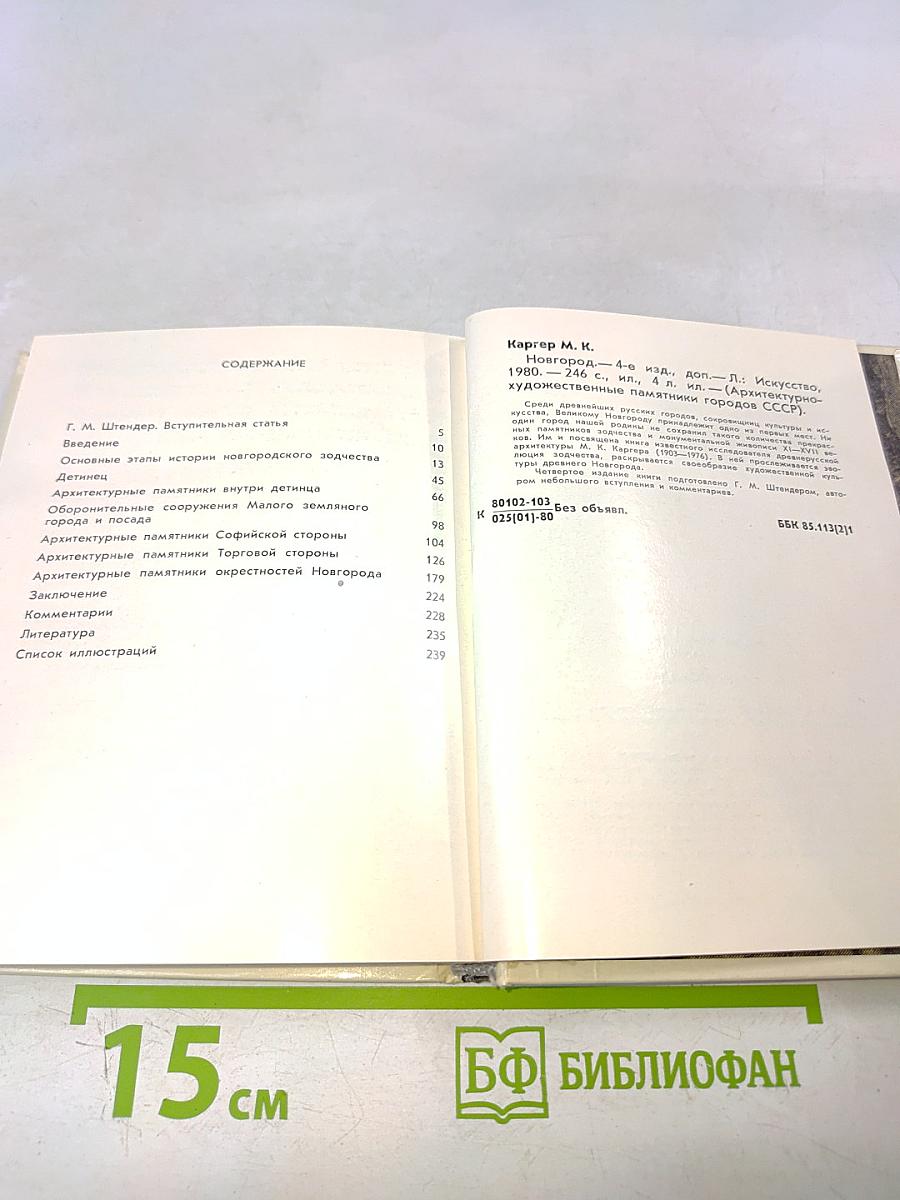 СОДЕРЖАНИЕ
Г. М. Штендер. Вступительная статья 5
Введение 10
Основные этапы истории новгородского зодчества 13
Детинец 45
Архитектурные памятники внутри детинца 66
Оборонительные сооружения Малого земляного
города и посада 98
Архитектурные памятники Софийской стороны 104
Архитектурные памятники Торговой стороны 126
Архитектурные памятники окрестностей Новгорода 179
Заключение 224
Комментарии 228
Литература 235
Список иллюстраций 239
Каргер М. К.
Новгород.— 4-е изд., доп.— Л.: Искусство,
1980. — 246 с., ил., 4 л. ил. — (Архитектурно-
художественные памятники городов СССР).
Среди древнейших русских городов, сокровищниц культуры и ис-
кусства, Великому Новгороду принадлежит одно из первых мест. Ни
один город нашей родины не сохранил такого количества прекрас-
ных памятников зодчества и монументальной живописи XI—XVII ве-
ков. Им и посвящена книга известного исследователя древнерусской
архитектуры М. К. Каргера (1903—1976). В ней прослеживается эво-
люция зодчества, раскрывается своеобразие художественной куль-
туры древнего Новгорода.
Четвертое издание книги подготовлено Г. М. Штендером, авто-
ром небольшого вступления и комментариев.
К 80102-103 Без объявл.
025(01)-80
ББК 85.113(2)1
15 см
БФ БИБЛИОФАН